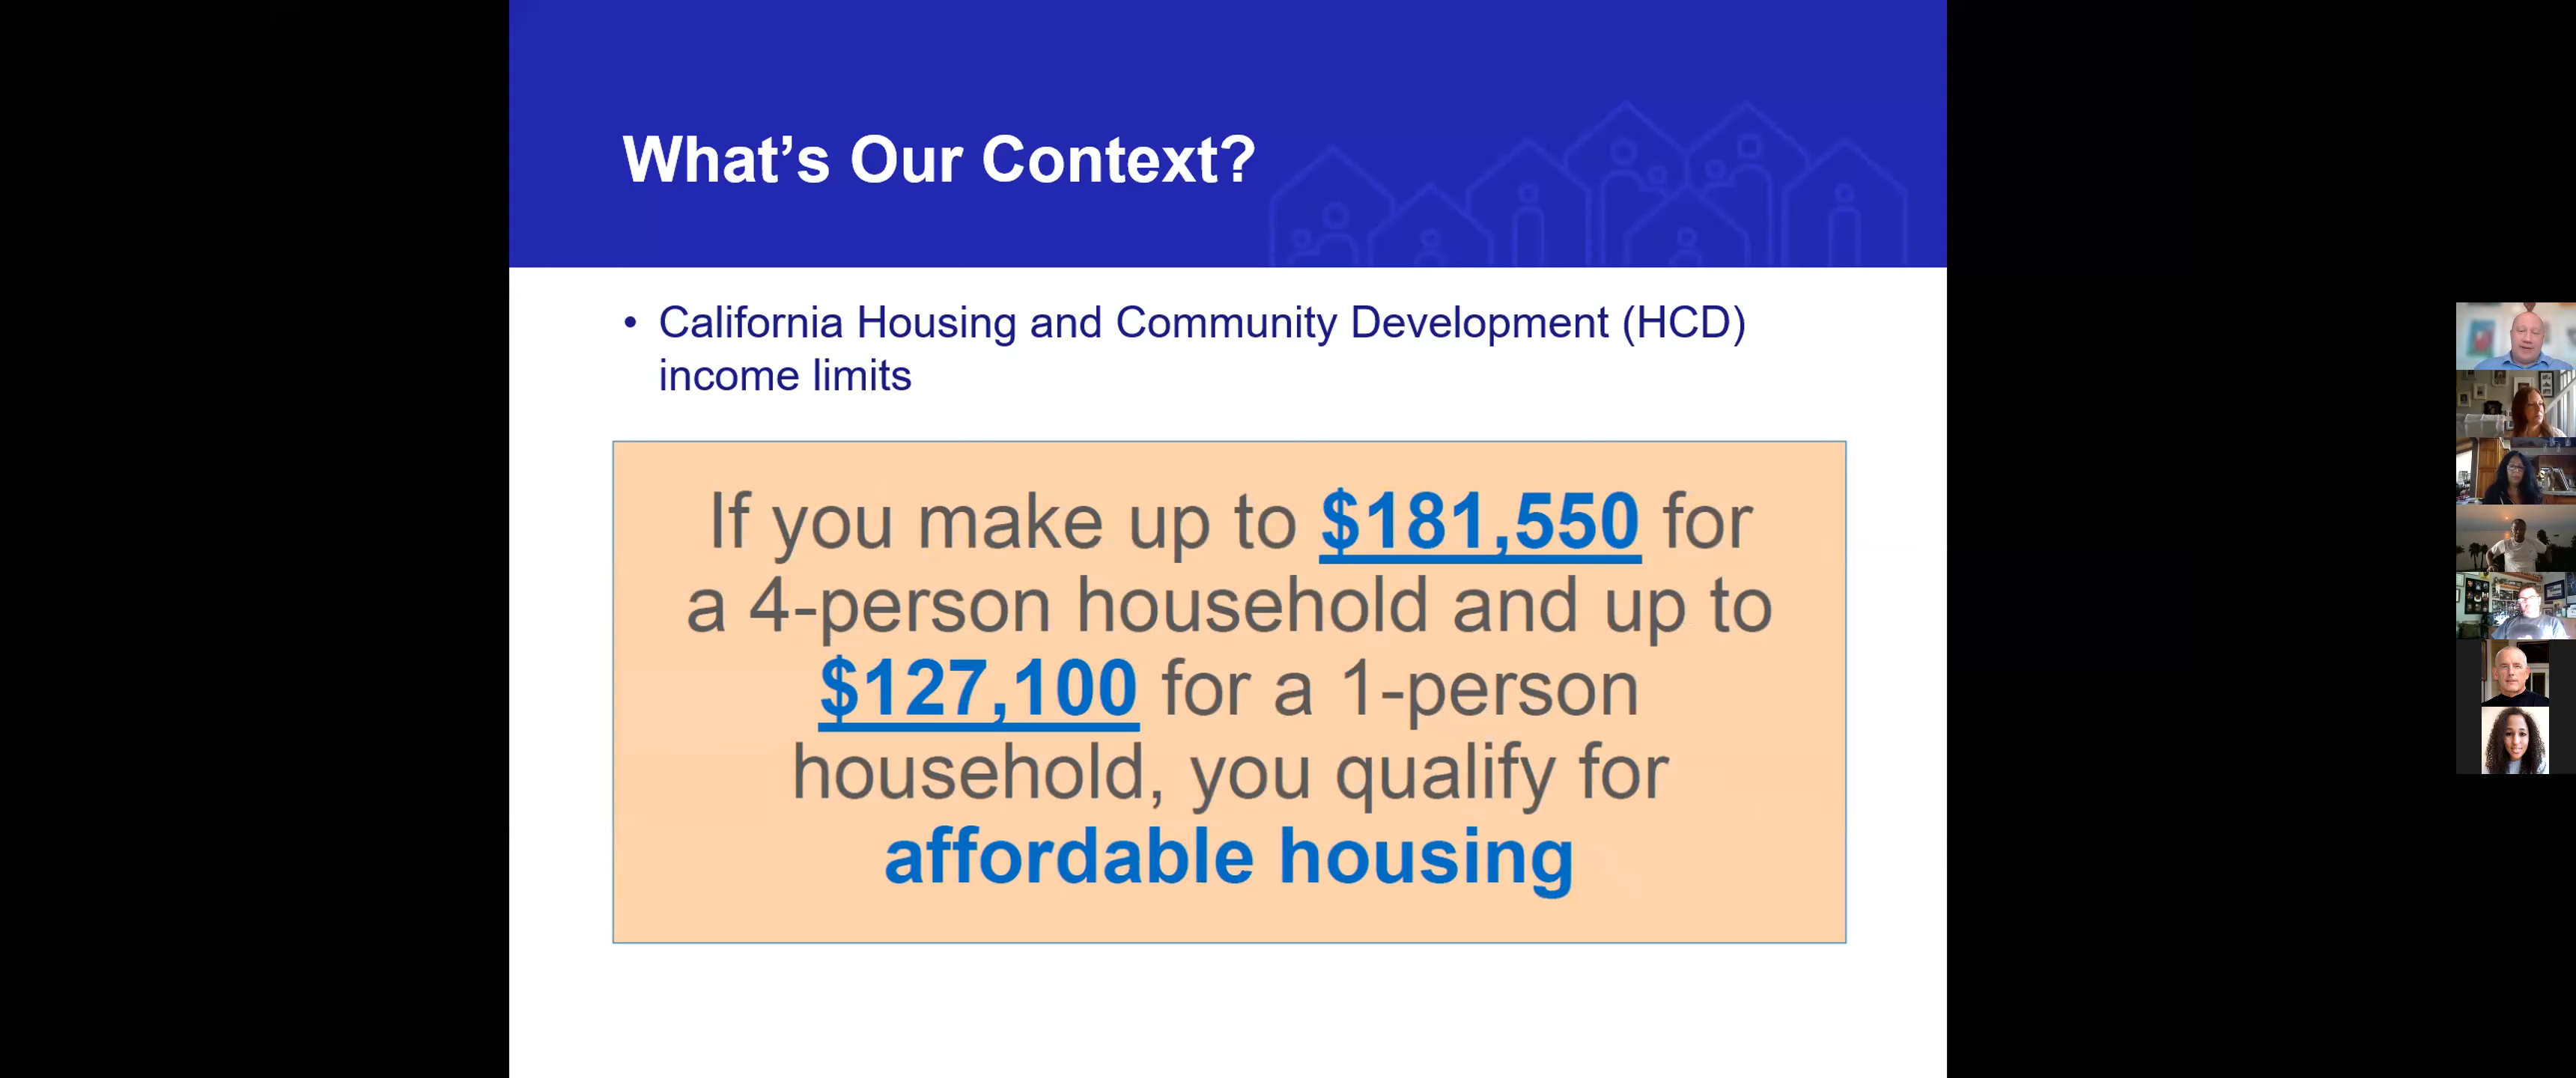 What’s Our Context?
• California Housing and Community Development (HCD)
income limits
If you make up to $181,550 for
a 4-person household and up to
$127,100 for a 1-person
household, you qualify for
affordable housing